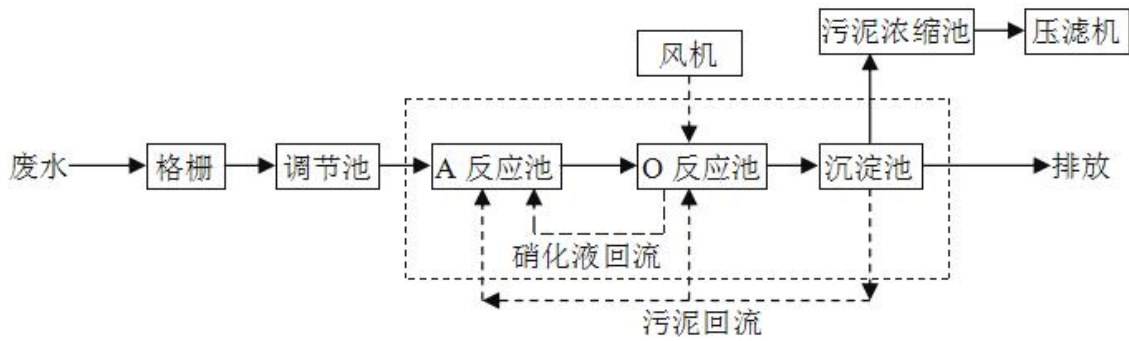 污泥浓缩池
压滤机
风机
废水
格栅
调节池
A 反应池
O 反应池
沉淀池
排放
硝化液回流
污泥回流